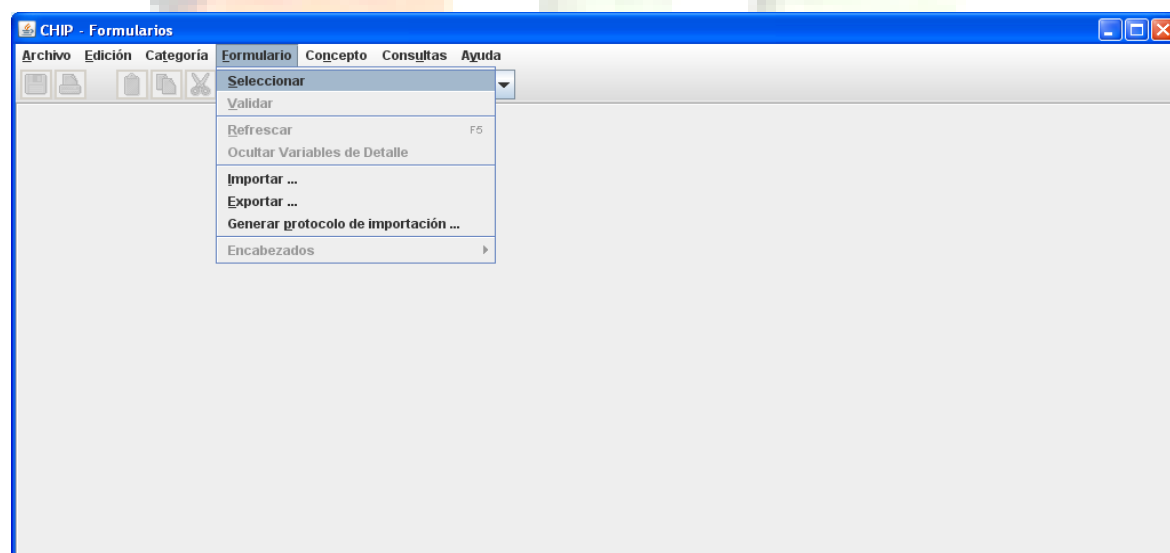 CHIP - Formularios
Archivo Edición Categoría Formulario Concepto Consultas Ayuda
Seleccionar
Validar
Refrescar F5
Ocultar Variables de Detalle
Importar ...
Exportar ...
Generar protocolo de importación ...
Encabezados